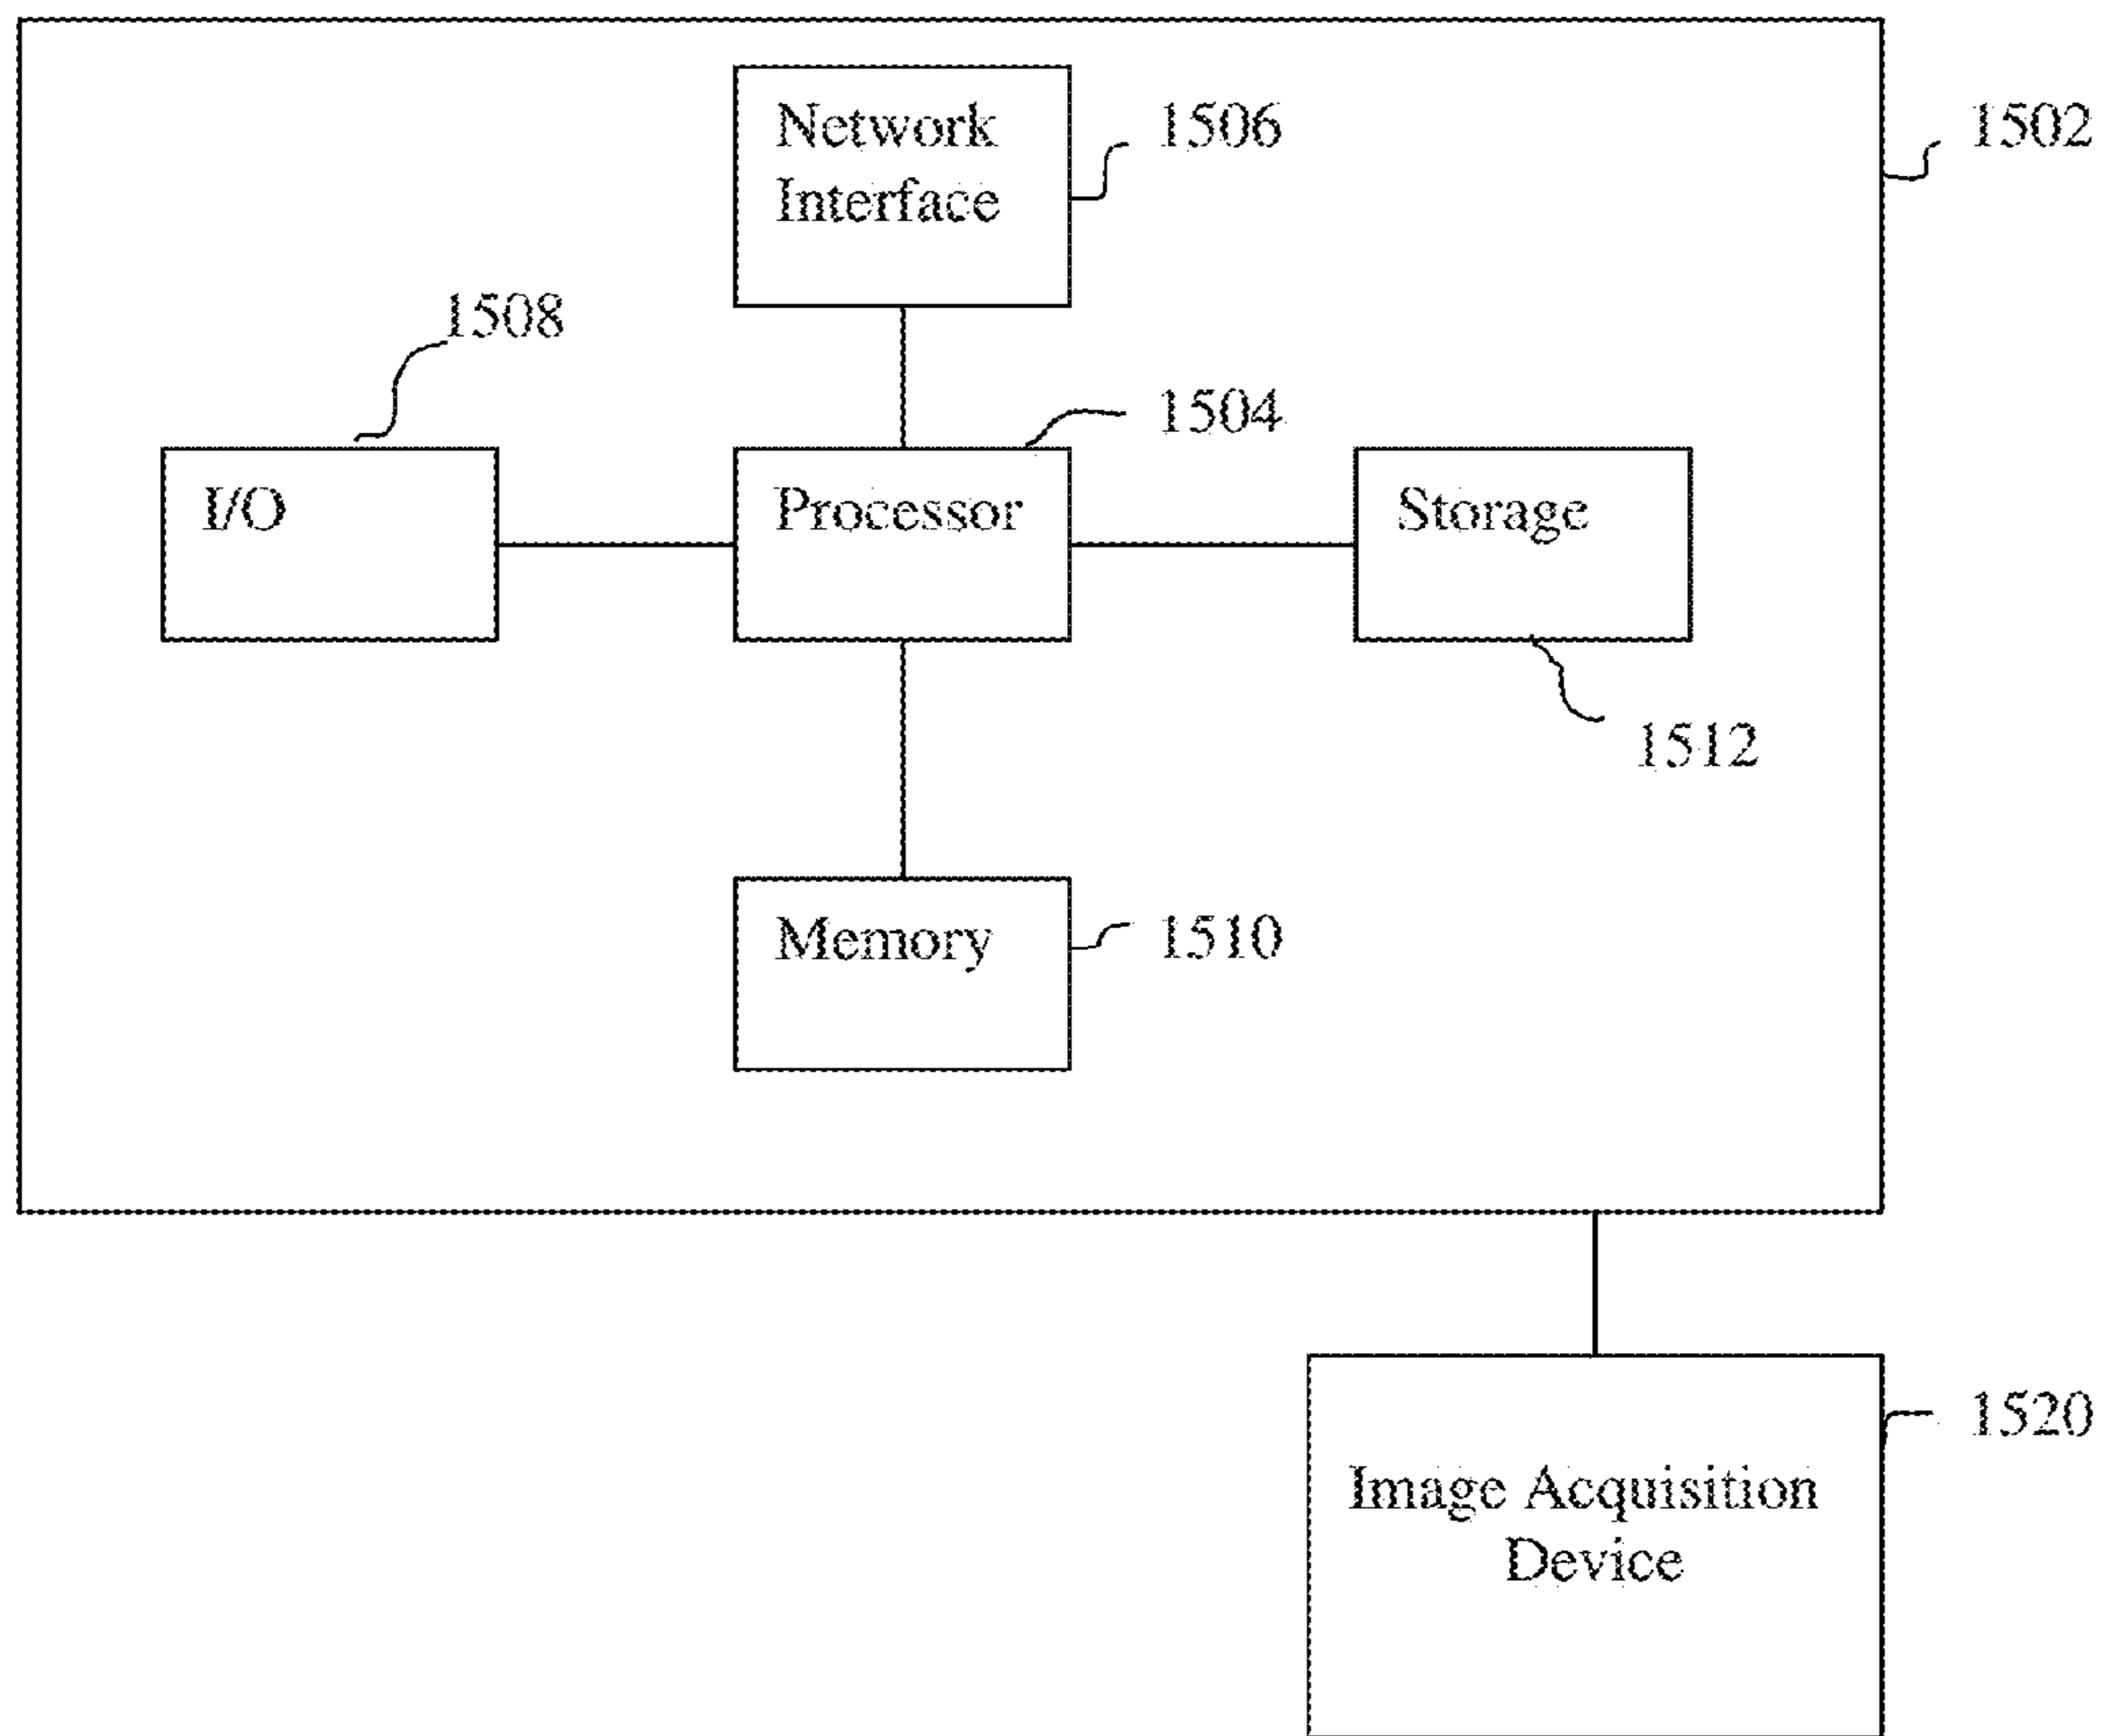 Network
Interface
1506
1502
1508
1504
I/O
Processor
Storage
1512
Memory
1510
1520
Image Acquisition
Device